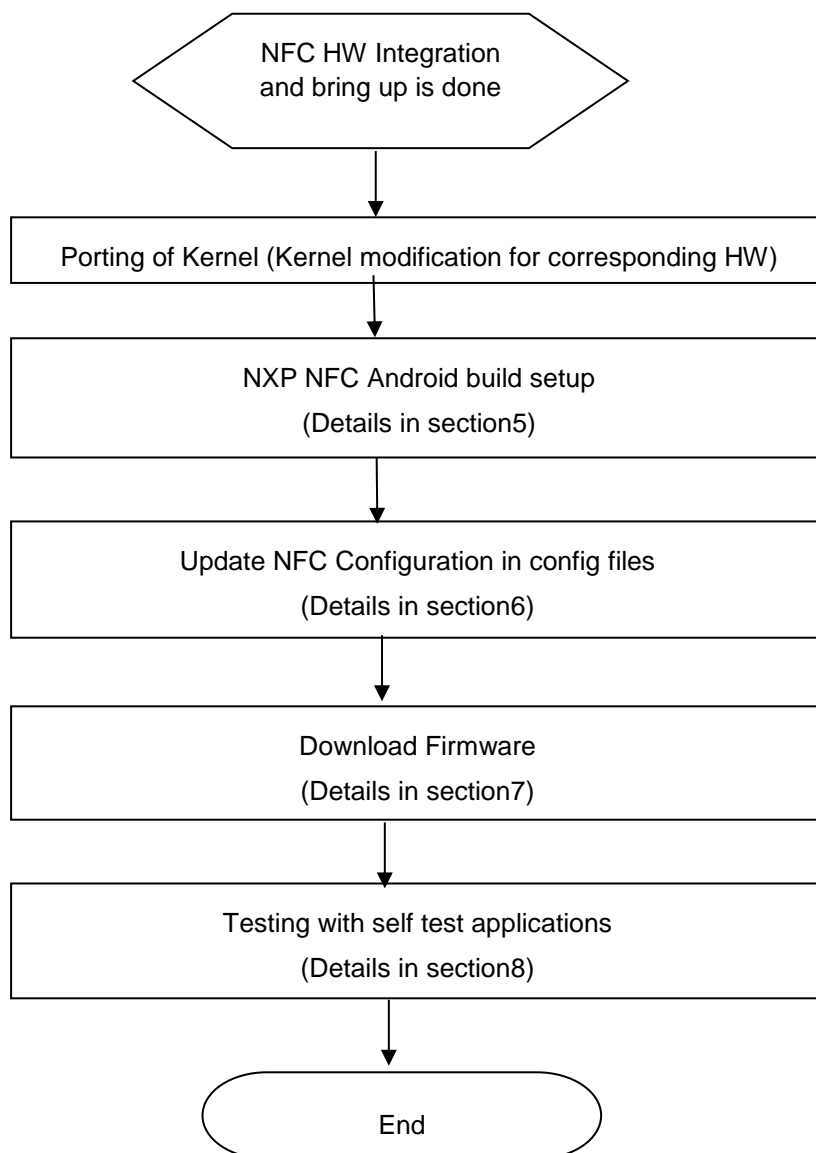 NFC HW Integration
and bring up is done
Porting of Kernel (Kernel modification for corresponding HW)
NXP NFC Android build setup
(Details in section5)
Update NFC Configuration in config files
(Details in section6)
Download Firmware
(Details in section7)
Testing with self test applications
(Details in section8)
End